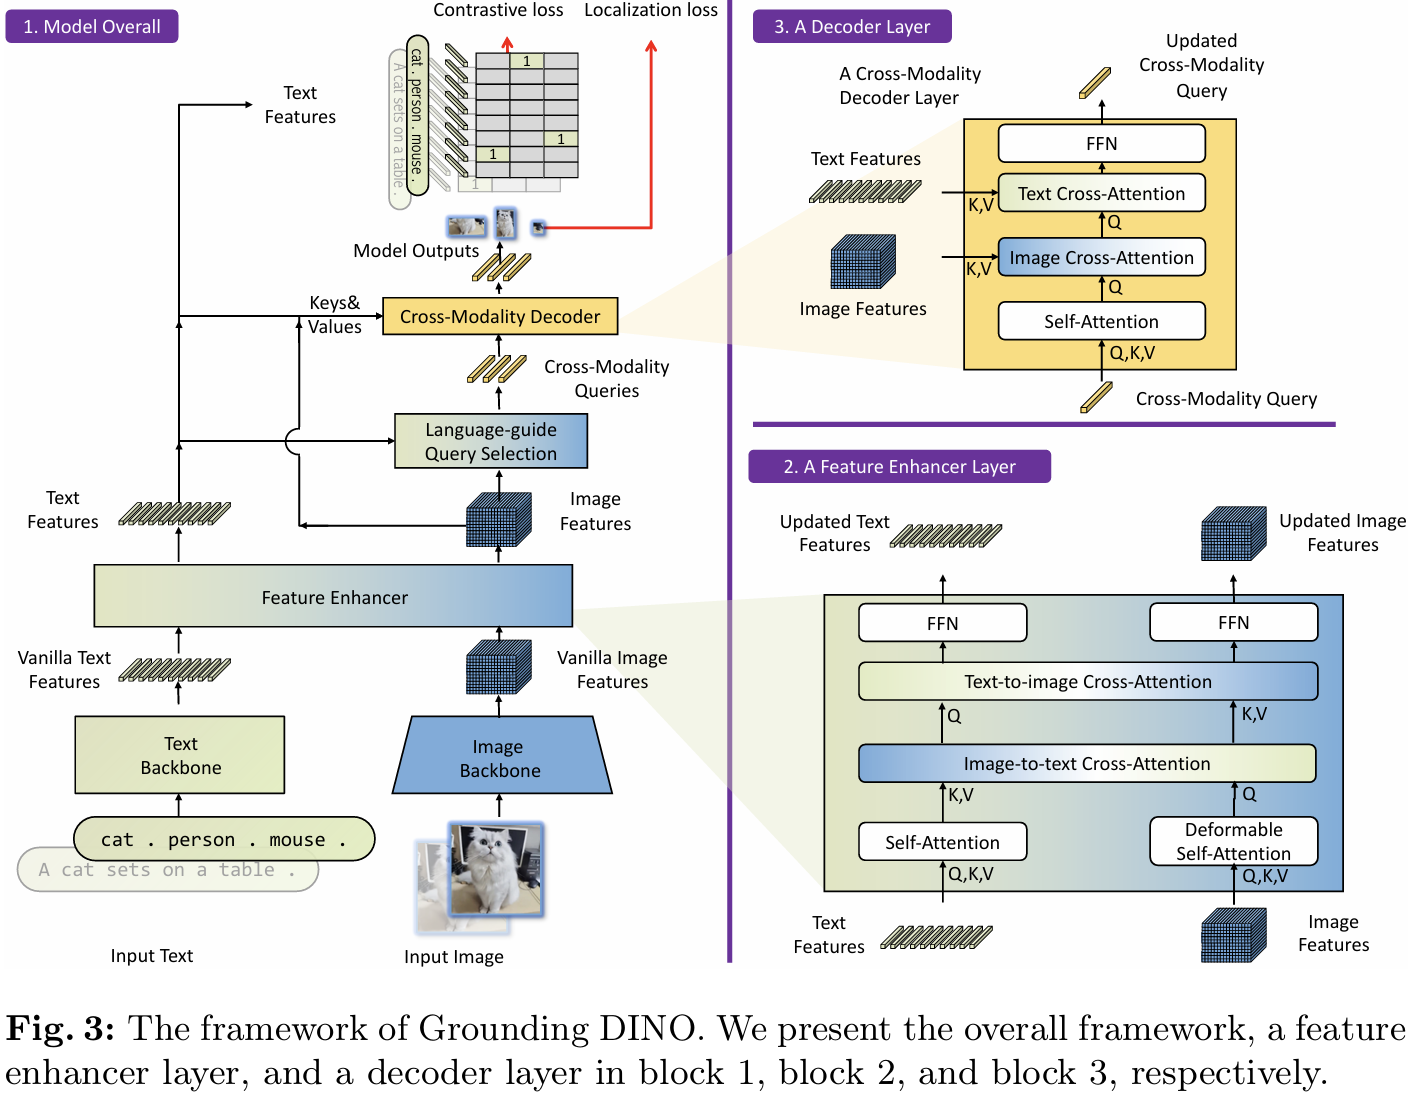 1. Model Overall
Contrastive loss
Localization loss
cat . person . mouse .
A cat sets on a table .
1
1
1
1
Text
Features
Model Outputs
Keys&
Values
Cross-Modality Decoder
Cross-Modality
Queries
Language-guide
Query Selection
Text
Features
Image
Features
Feature Enhancer
Vanilla Text
Features
Vanilla Image
Features
Text
Backbone
Image
Backbone
cat . person . mouse .
A cat sets on a table .
Input Text
Input Image
3. A Decoder Layer
Updated
Cross-Modality
Query
A Cross-Modality
Decoder Layer
FFN
Text Features
Text Cross-Attention
K,V
Q
Image Cross-Attention
K,V
Q
Image Features
Self-Attention
Q,K,V
Cross-Modality Query
2. A Feature Enhancer Layer
Updated Text
Features
Updated Image
Features
FFN
FFN
Text-to-image Cross-Attention
Q
K,V
Image-to-text Cross-Attention
K,V
Q
Self-Attention
Deformable
Self-Attention
Q,K,V
Q,K,V
Text
Features
Image
Features
Fig. 3: The framework of Grounding DINO. We present the overall framework, a feature
enhancer layer, and a decoder layer in block 1, block 2, and block 3, respectively.